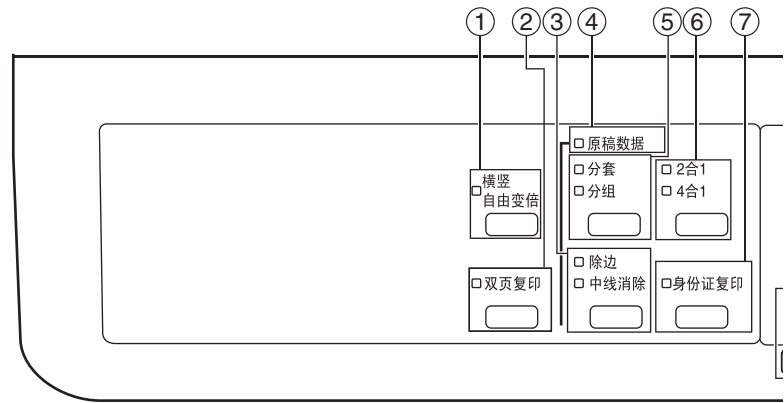 ① ② ③ ④ ⑤ ⑥ ⑦
原稿数据
横竖
自由变倍
分套
分组
2合1
4合1
双页复印
除边
中线消除
身份证复印